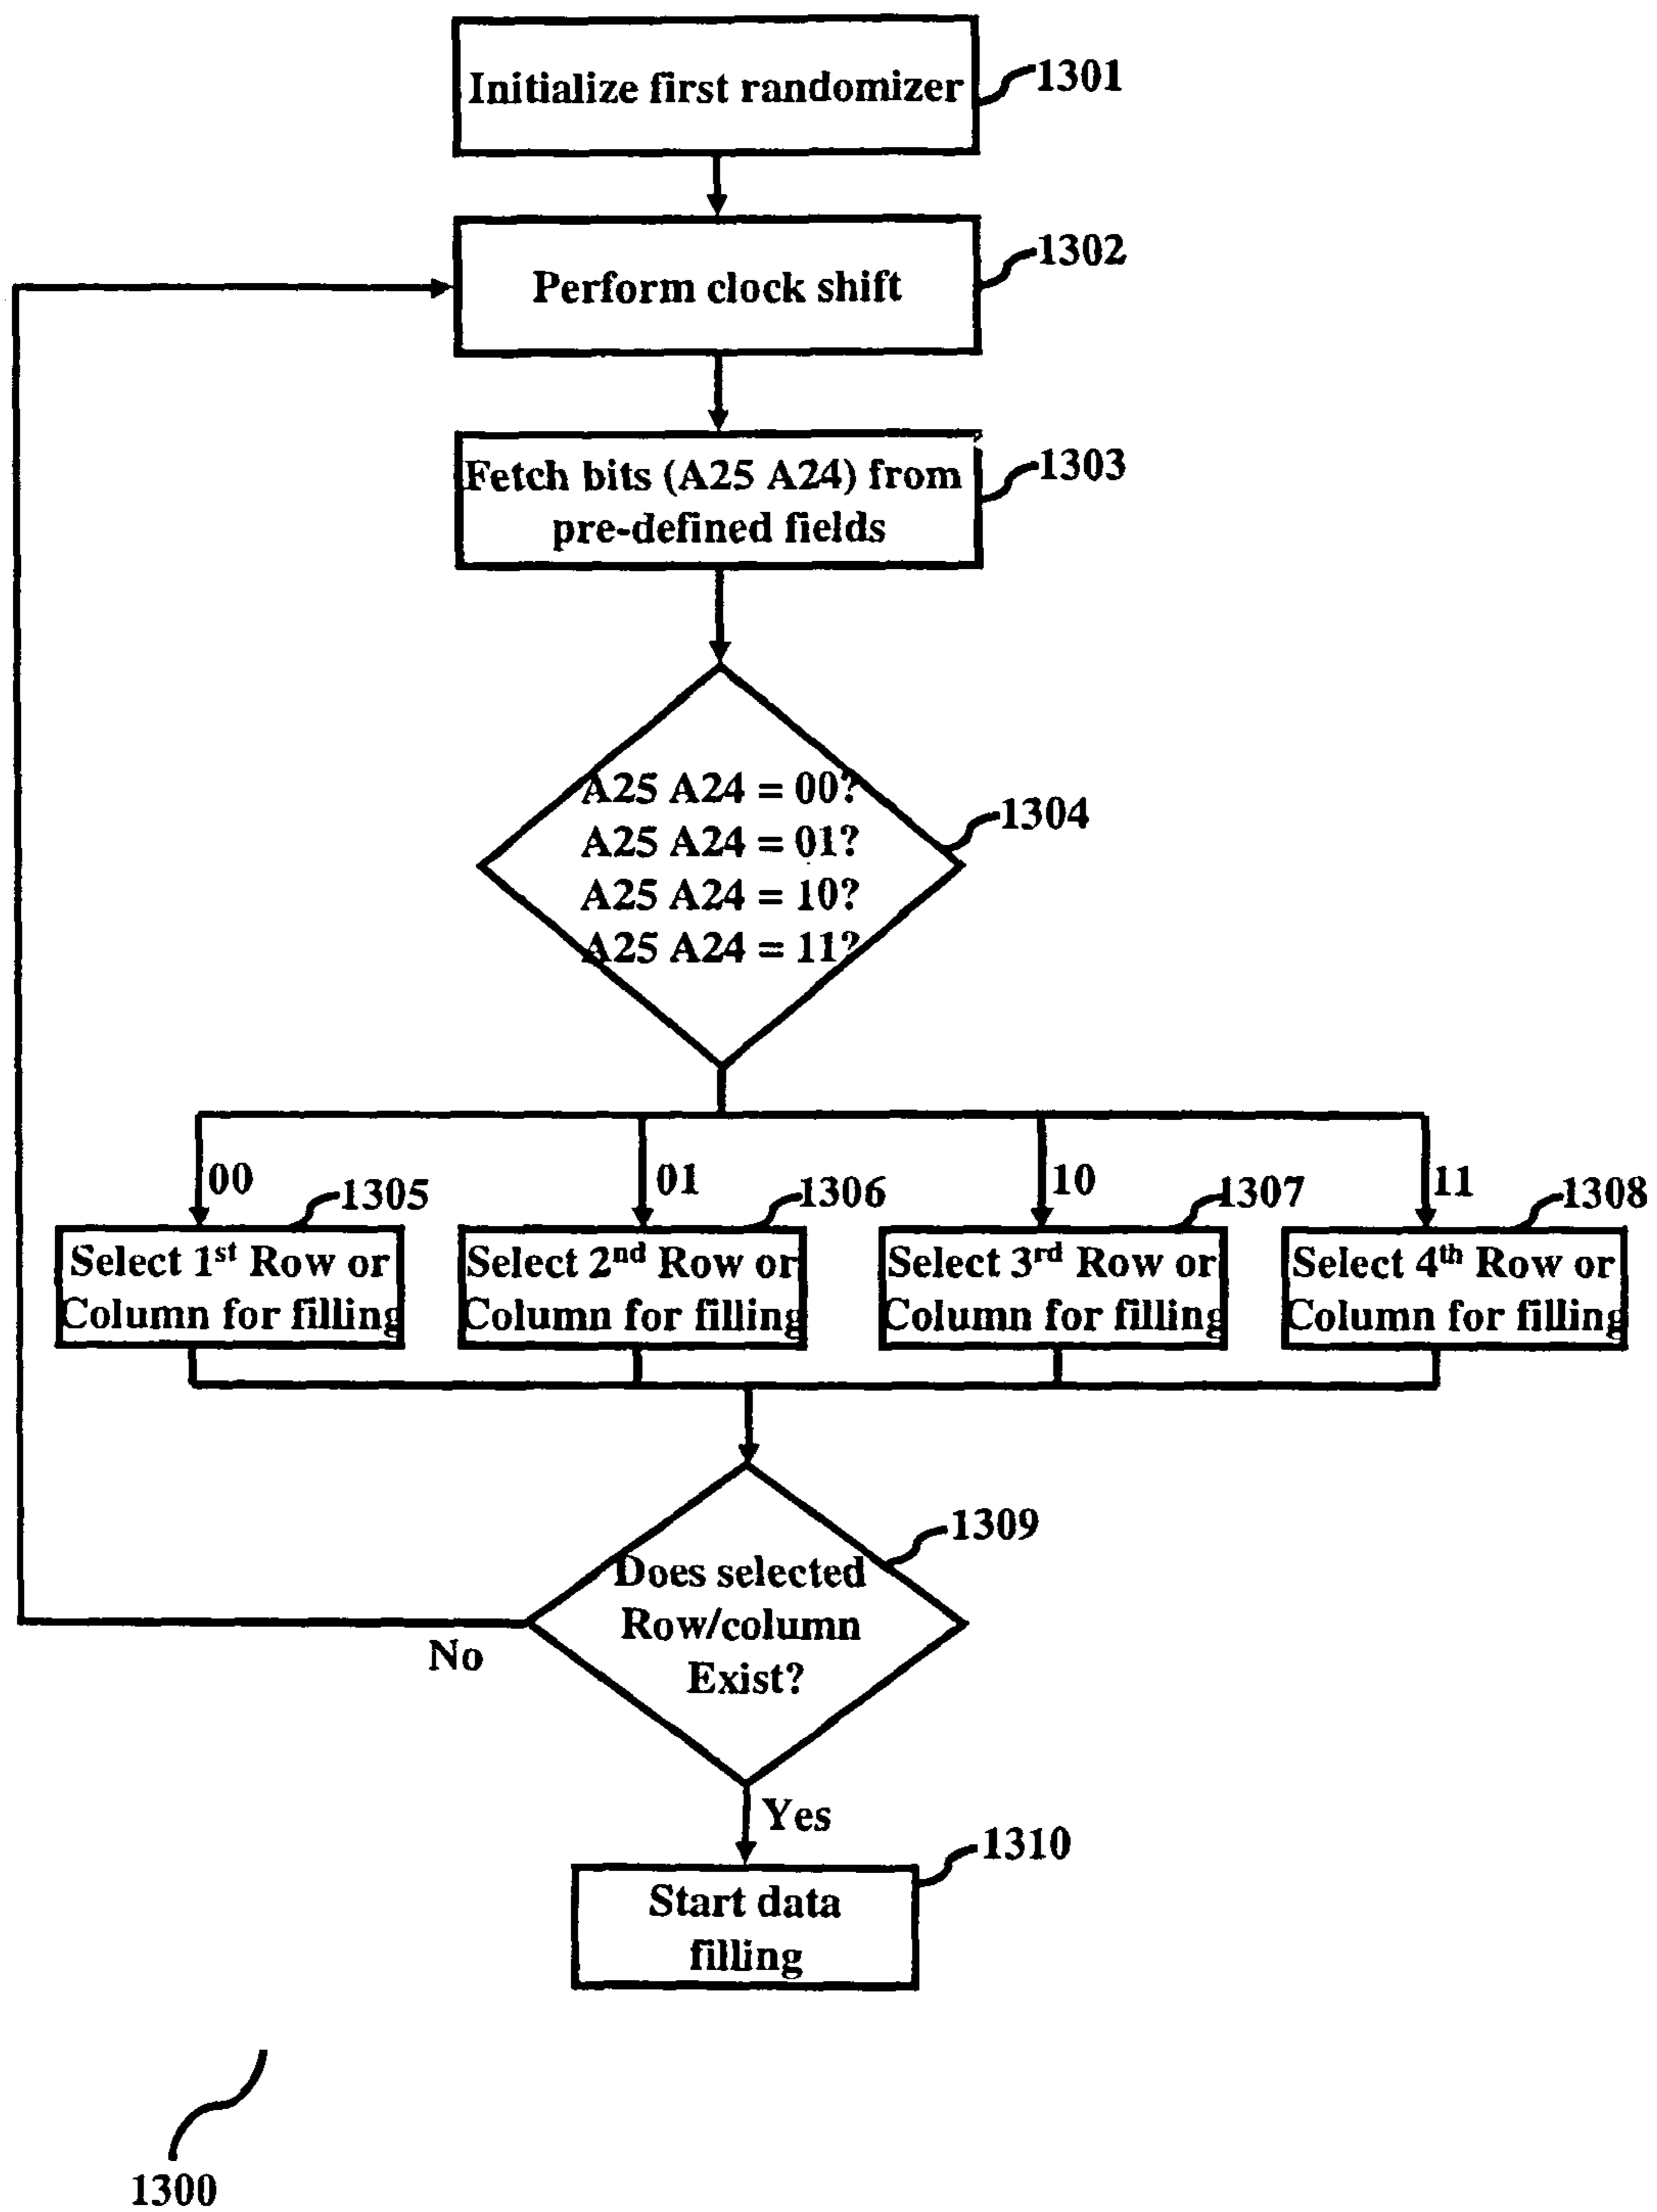 Initialize first randomizer
1301
Perform clock shift
1302
Fetch bits (A25 A24) from
pre-defined fields
1303
A25 A24 = 00?
A25 A24 = 01?
A25 A24 = 10?
A25 A24 = 11?
1304
00
1305
01
1306
10
1307
11
1308
Select 1st Row or
Column for filling
Select 2nd Row or
Column for filling
Select 3rd Row or
Column for filling
Select 4th Row or
Column for filling
1309
Does selected
Row/column
Exist?
No
Yes
1310
Start data
filling
1300